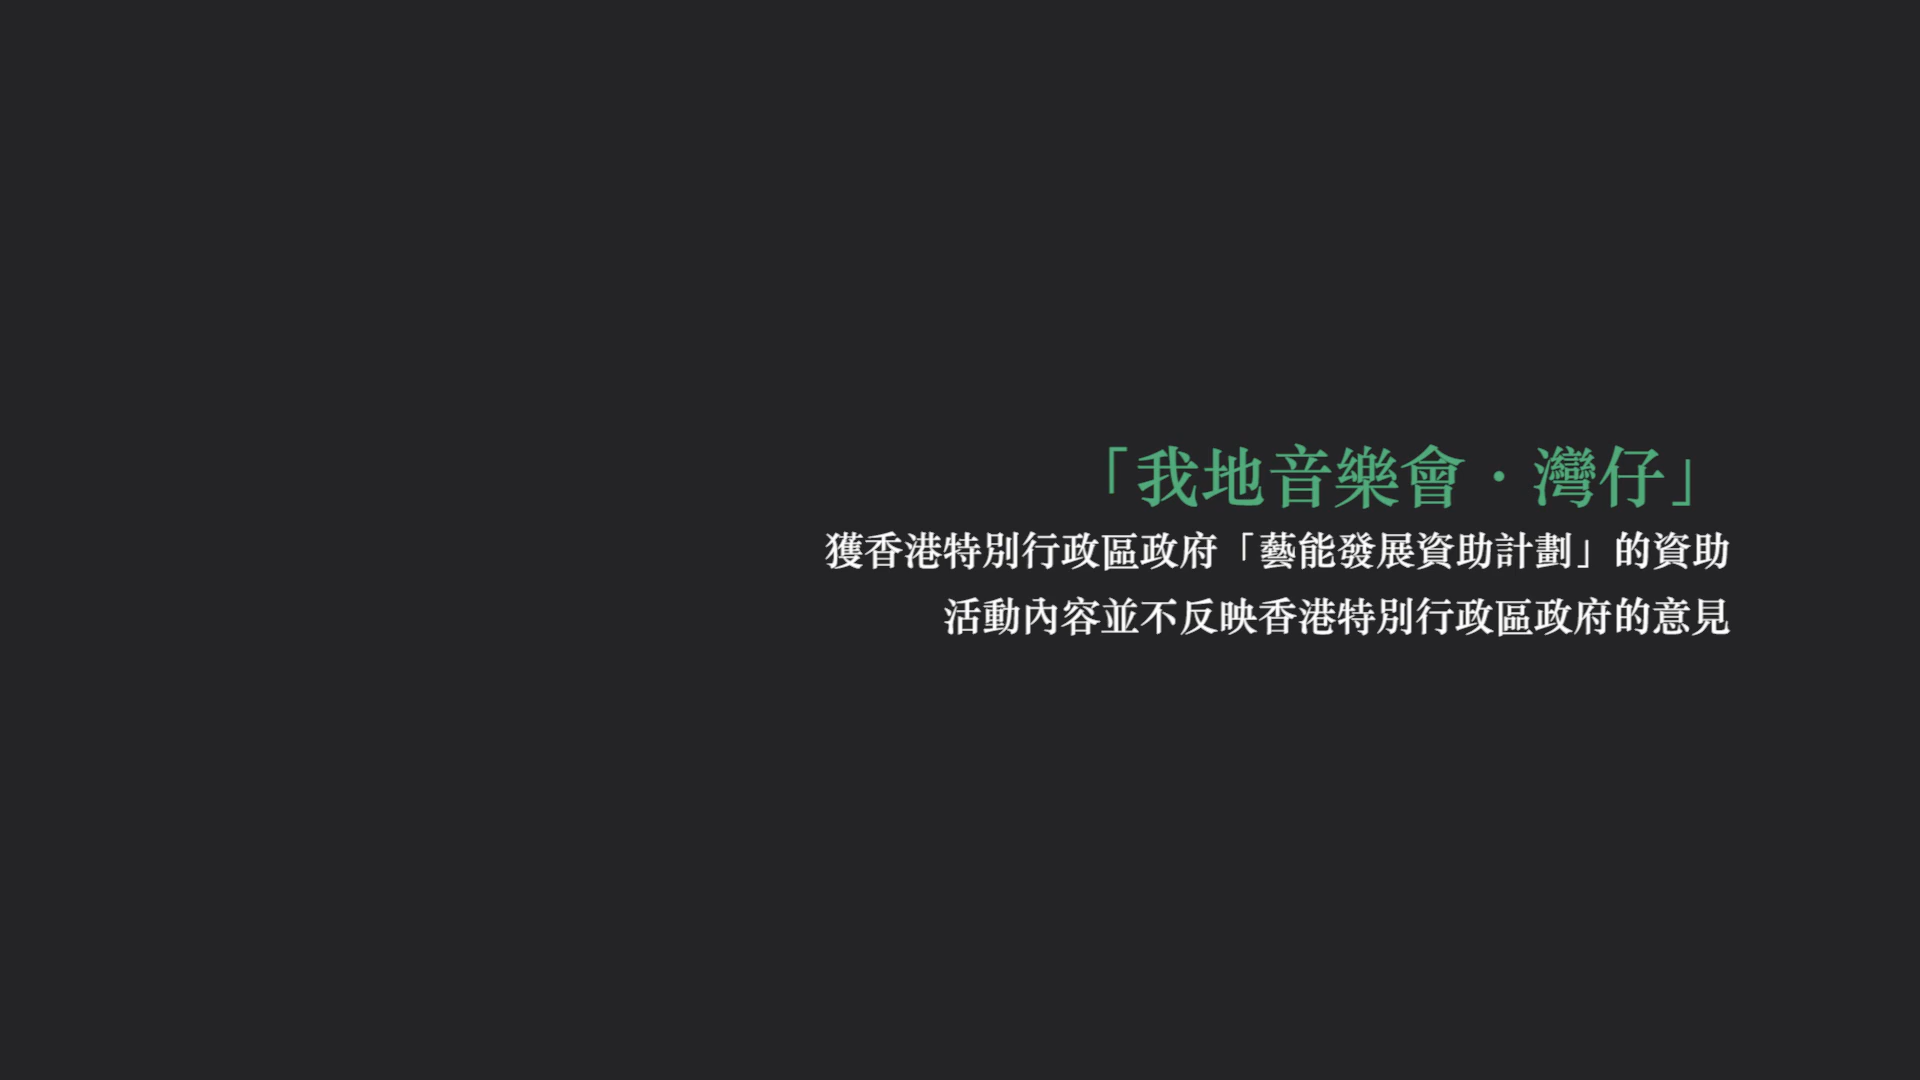 「我地音樂會·灣仔」
獲香港特別行政區政府「藝能發展資助計劃」的資助
活動內容並不反映香港特別行政區政府的意見